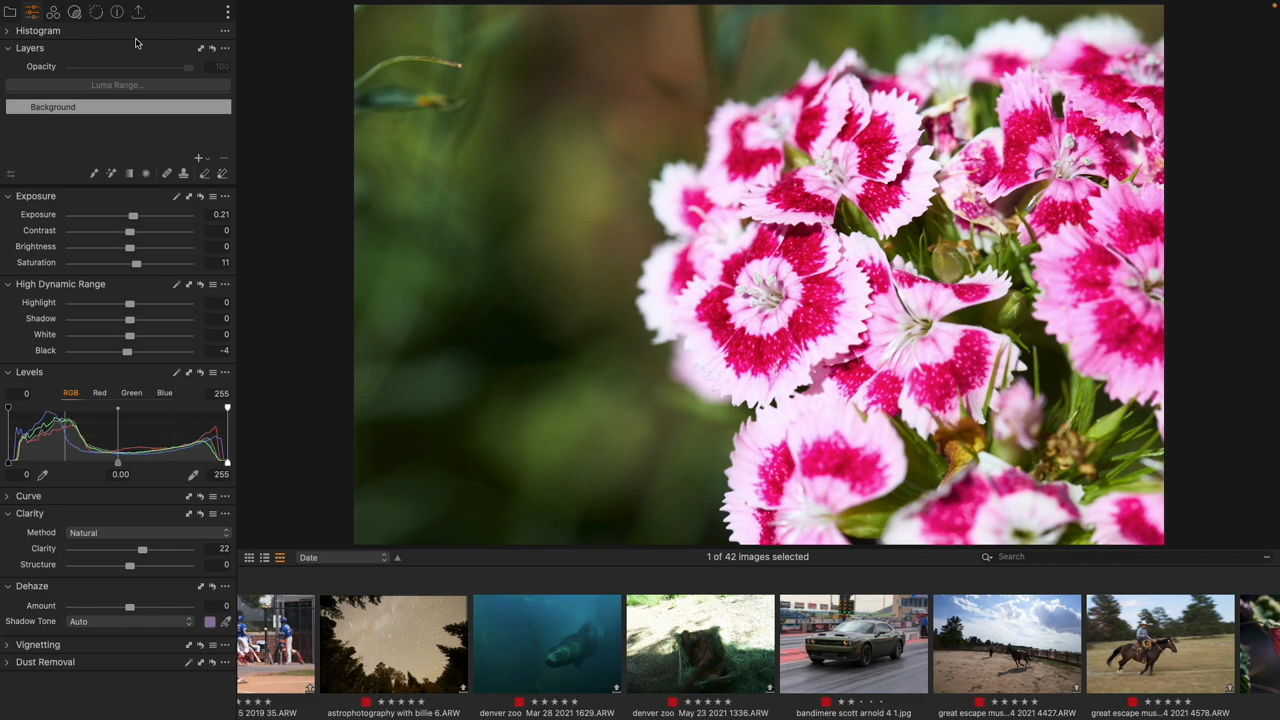 Histogram
Layers
Opacity 100
Luma Range...
Background
Exposure
Exposure 0.21
Contrast 0
Brightness 0
Saturation 11
High Dynamic Range
Highlight 0
Shadow 0
White 0
Black -4
Levels
0 RGB Red Green Blue 255
0 0.00 255
Curve
Clarity
Method Natural
Clarity 22
Structure 0
Dehaze
Amount 0
Shadow Tone Auto
Vignetting
Dust Removal
Date 1 of 42 images selected Search
5 2019 35.ARW astrophotography with billie 6.ARW denver zoo Mar 28 2021 1629.ARW denver zoo May 23 2021 1336.ARW bandimere scott arnold 4 1.jpg great escape mus...4 2021 4427.ARW great escape mus...4 2021 4578.ARW